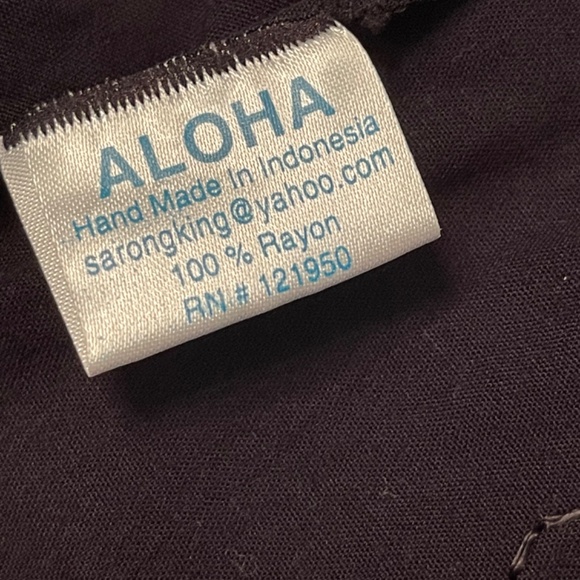 ALOHA
Hand Made In Indonesia
sarongking@yahoo.com
100 % Rayon
RN # 121950